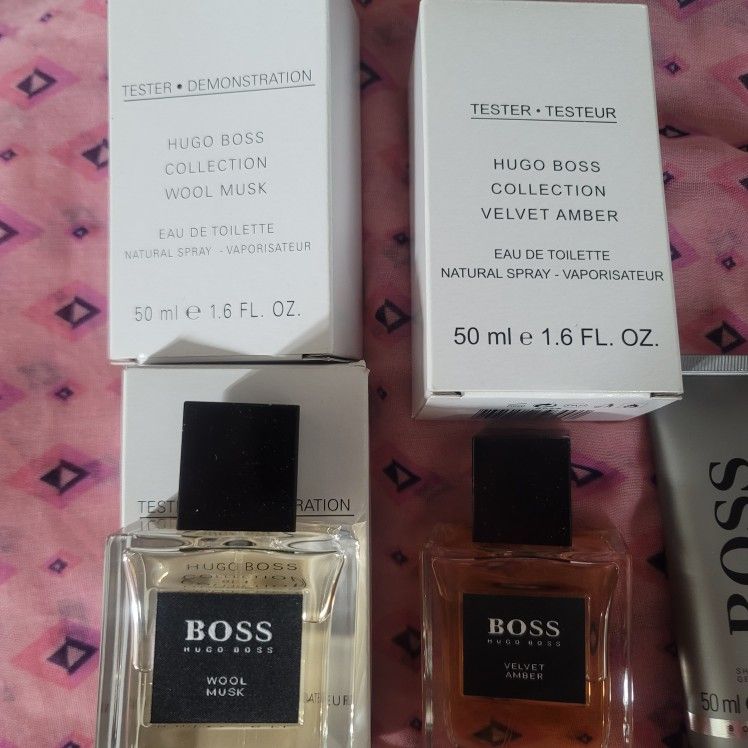 TESTER • DEMONSTRATION
HUGO BOSS
COLLECTION
WOOL MUSK
EAU DE TOILETTE
NATURAL SPRAY - VAPORISATEUR
50 ml e 1.6 FL. OZ.
TESTER • TESTEUR
HUGO BOSS
COLLECTION
VELVET AMBER
EAU DE TOILETTE
NATURAL SPRAY - VAPORISATEUR
50 ml e 1.6 FL. OZ.
HUGO BOSS
COLLECTION
BOSS
HUGO BOSS
WOOL
MUSK
BOSS
HUGO BOSS
VELVET
AMBER
BOSS
50 ml